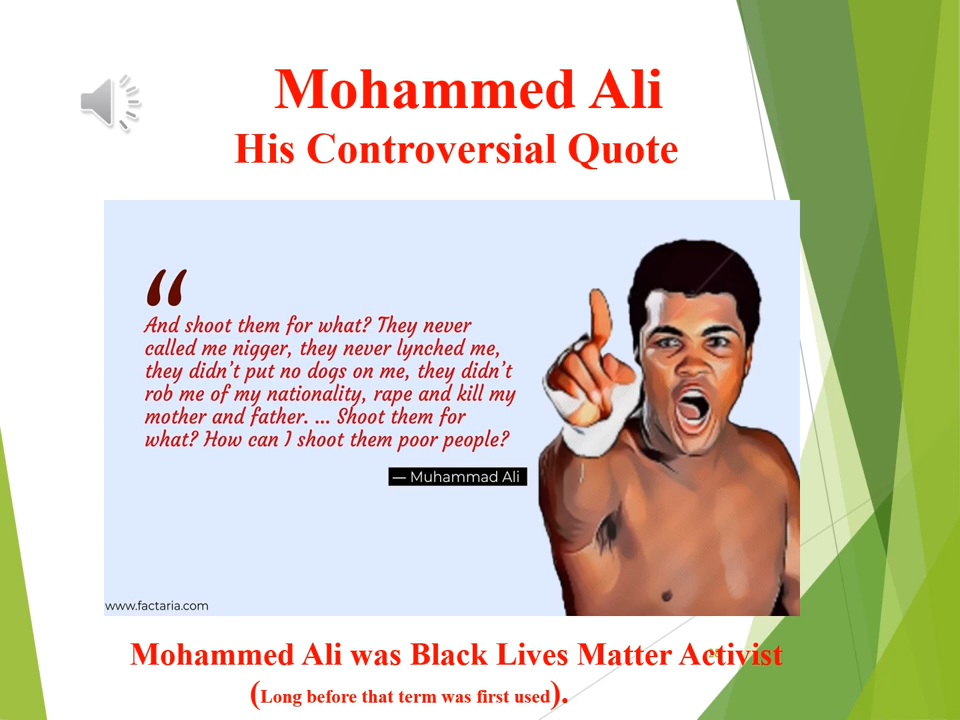 Mohammed Ali
His Controversial Quote
“
And shoot them for what? They never
called me nigger, they never lynched me,
they didn't put no dogs on me, they didn't
rob me of my nationality, rape and kill my
mother and father. ... Shoot them for
what? How can I shoot them poor people?
— Muhammad Ali
www.factaria.com
Mohammed Ali was Black Lives Matter Activist
(Long before that term was first used).